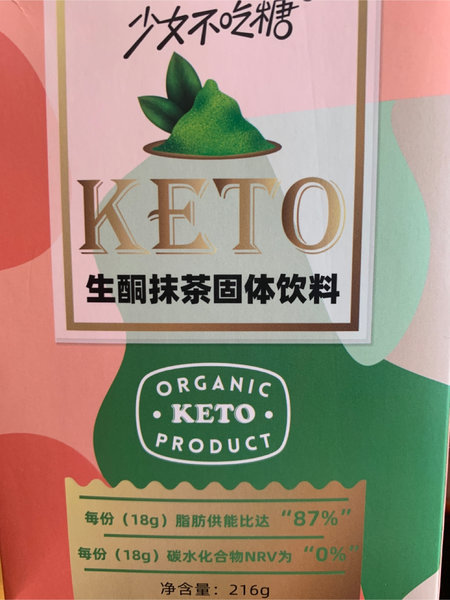 少女不吃糖
KETO
生酮抹茶固体饮料
ORGANIC
· KETO ·
PRODUCT
每份（18g）脂肪供能比达 “87%”
每份（18g）碳水化合物NRV为 “0%”
净含量：216g